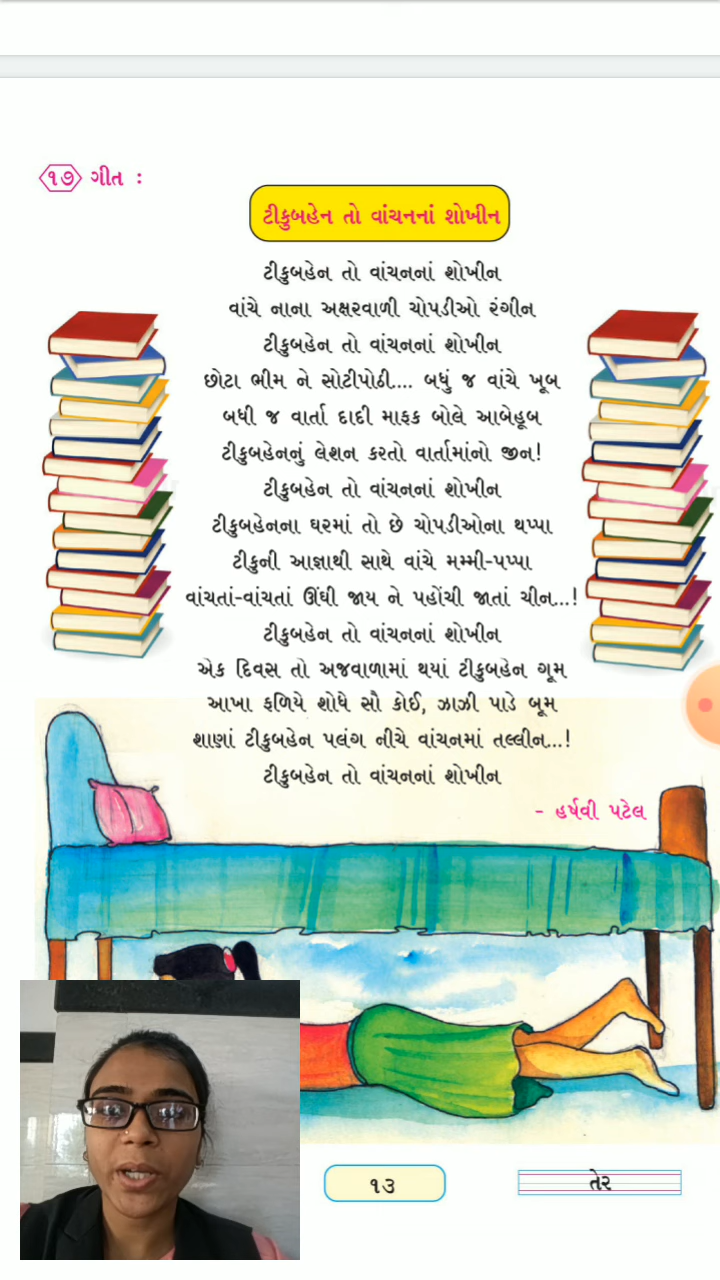 ૧૭ ગીત :
ટીકુબહેન તો વાંચનનાં શોખીન
ટીકુબહેન તો વાંચનનાં શોખીન
વાંચે નાના અક્ષરવાળી ચોપડીઓ રંગીન
ટીકુબહેન તો વાંચનનાં શોખીન
છોટા ભીમ ને સોટીપોઠી.... બધું જ વાંચે ખૂબ
બધી જ વાર્તા દાદી માફક બોલે આબેહૂબ
ટીકુબહેનનું લેશન કરતો વાર્તામાંનો જીન!
ટીકુબહેન તો વાંચનનાં શોખીન
ટીકુબહેનના ઘરમાં તો છે ચોપડીઓના થપ્પા
ટીકુની આજ્ઞાથી સાથે વાંચે મમ્મી-પપ્પા
વાંચતાં-વાંચતાં ઊંઘી જાય ને પહોંચી જાતાં ચીન...!
ટીકુબહેન તો વાંચનનાં શોખીન
એક દિવસ તો અજવાળામાં થયાં ટીકુબહેન ગૂમ
આખા ફળિયે શોધે સૌ કોઈ, ઝાઝી પાડે બૂમ
શાણાં ટીકુબહેન પલંગ નીચે વાંચનમાં તલ્લીન...!
ટીકુબહેન તો વાંચનનાં શોખીન
- હર્ષવી પટેલ
૧૩
તેર